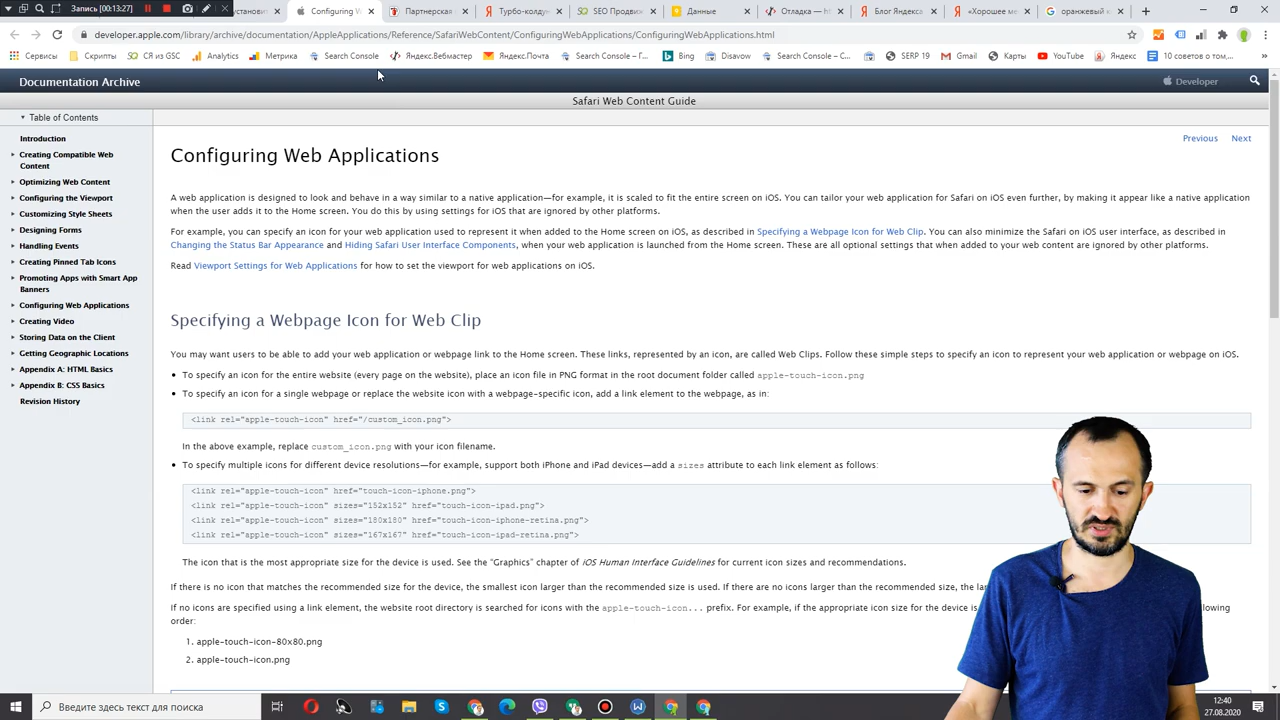 Запись [00:13:27]
становит
Configuring V
Партнерская
Турбо-колду
SEO Продвиж
Данные
Отладка — ht
Блог Яндекс
«Хорошее ме
оранжевый к
developer.apple.com/library/archive/documentation/AppleApplications/Reference/SafariWebContent/ConfiguringWebApplications/ConfiguringWebApplications.html
Сервисы
Скрипты
СЯ из GSC
Analytics
Метрика
Search Console
Яндекс.Вебмастер
Яндекс.Почта
Search Console – Г...
Bing
Disavow
Search Console – С...
SERP 19
Gmail
Карты
YouTube
Яндекс
10 советов о том,...
»
Documentation Archive
Developer
Safari Web Content Guide
Table of Contents
Introduction
Creating Compatible Web
Content
Optimizing Web Content
Configuring the Viewport
Customizing Style Sheets
Designing Forms
Handling Events
Creating Pinned Tab Icons
Promoting Apps with Smart App
Banners
Configuring Web Applications
Creating Video
Storing Data on the Client
Getting Geographic Locations
Appendix A: HTML Basics
Appendix B: CSS Basics
Revision History
Previous Next
Configuring Web Applications
A web application is designed to look and behave in a way similar to a native application—for example, it is scaled to fit the entire screen on iOS. You can tailor your web application for Safari on iOS even further, by making it appear like a native application
when the user adds it to the Home screen. You do this by using settings for iOS that are ignored by other platforms.
For example, you can specify an icon for your web application used to represent it when added to the Home screen on iOS, as described in Specifying a Webpage Icon for Web Clip. You can also minimize the Safari on iOS user interface, as described in
Changing the Status Bar Appearance and Hiding Safari User Interface Components, when your web application is launched from the Home screen. These are all optional settings that when added to your web content are ignored by other platforms.
Read Viewport Settings for Web Applications for how to set the viewport for web applications on iOS.
Specifying a Webpage Icon for Web Clip
You may want users to be able to add your web application or webpage link to the Home screen. These links, represented by an icon, are called Web Clips. Follow these simple steps to specify an icon to represent your web application or webpage on iOS.
• To specify an icon for the entire website (every page on the website), place an icon file in PNG format in the root document folder called apple-touch-icon.png
• To specify an icon for a single webpage or replace the website icon with a webpage-specific icon, add a link element to the webpage, as in:
<link rel="apple-touch-icon" href="/custom_icon.png">
In the above example, replace custom_icon.png with your icon filename.
• To specify multiple icons for different device resolutions—for example, support both iPhone and iPad devices—add a sizes attribute to each link element as follows:
<link rel="apple-touch-icon" href="touch-icon-iphone.png">
<link rel="apple-touch-icon" sizes="152x152" href="touch-icon-ipad.png">
<link rel="apple-touch-icon" sizes="180x180" href="touch-icon-iphone-retina.png">
<link rel="apple-touch-icon" sizes="167x167" href="touch-icon-ipad-retina.png">
The icon that is the most appropriate size for the device is used. See the "Graphics" chapter of iOS Human Interface Guidelines for current icon sizes and recommendations.
If there is no icon that matches the recommended size for the device, the smallest icon larger than the recommended size is used. If there are no icons larger than the recommended size, the lar
If no icons are specified using a link element, the website root directory is searched for icons with the apple-touch-icon... prefix. For example, if the appropriate icon size for the device is lowing
order:
1. apple-touch-icon-80x80.png
2. apple-touch-icon.png
Введите здесь текст для поиска
12:40
27.08.2020